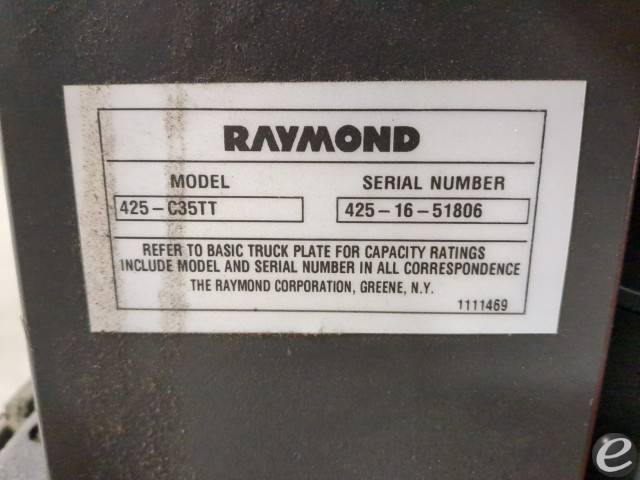 RAYMOND
MODEL
SERIAL NUMBER
425-C35TT
425-16-51806
REFER TO BASIC TRUCK PLATE FOR CAPACITY RATINGS
INCLUDE MODEL AND SERIAL NUMBER IN ALL CORRESPONDENCE
THE RAYMOND CORPORATION, GREENE, N.Y.
1111469
e